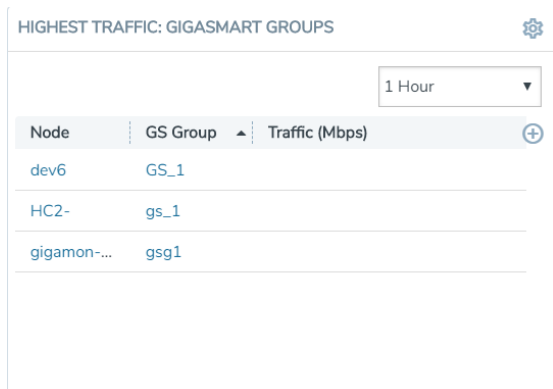 HIGHEST TRAFFIC: GIGASMART GROUPS
1 Hour
Node GS Group Traffic (Mbps)
dev6 GS_1
HC2- gs_1
gigamon-... gsg1